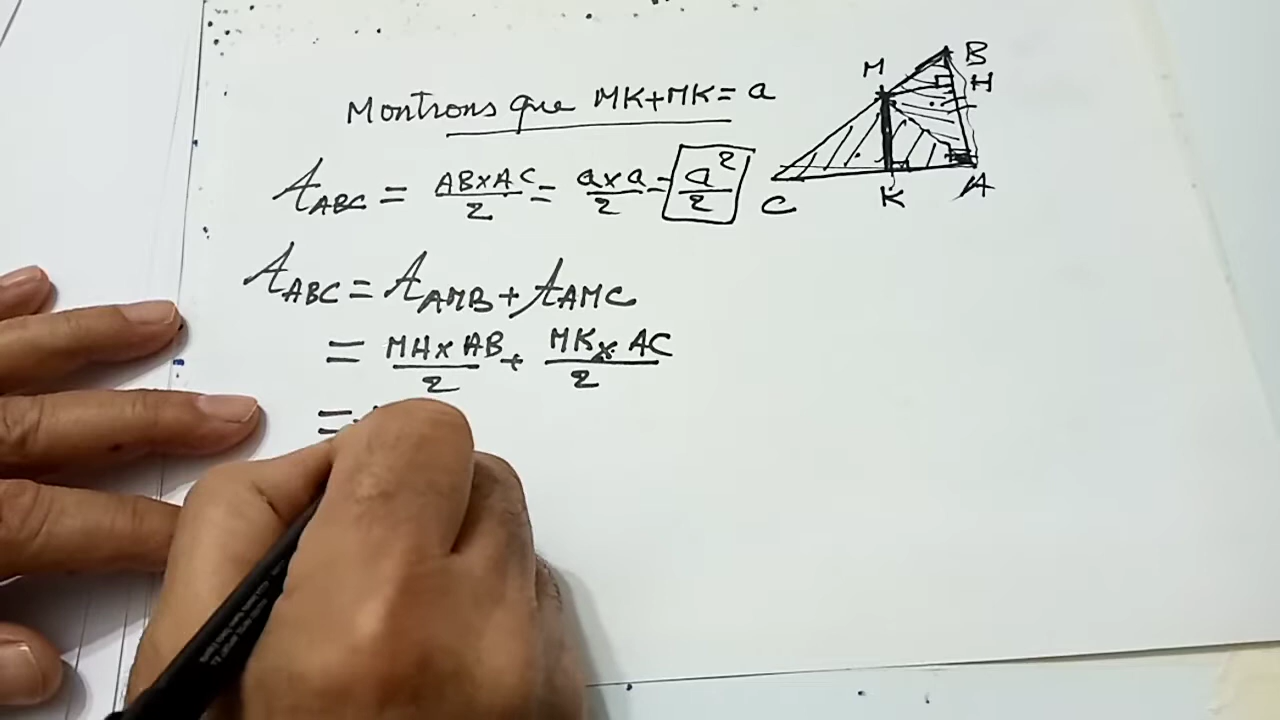 Montrons que MK+MK= a
A_ABC = AB×AC/2 = a×a/2 = a²/2
A_ABC = A_AMB + A_AMC
= MH×AB/2 + MK×AC/2
=
M
B
H
C
K
A